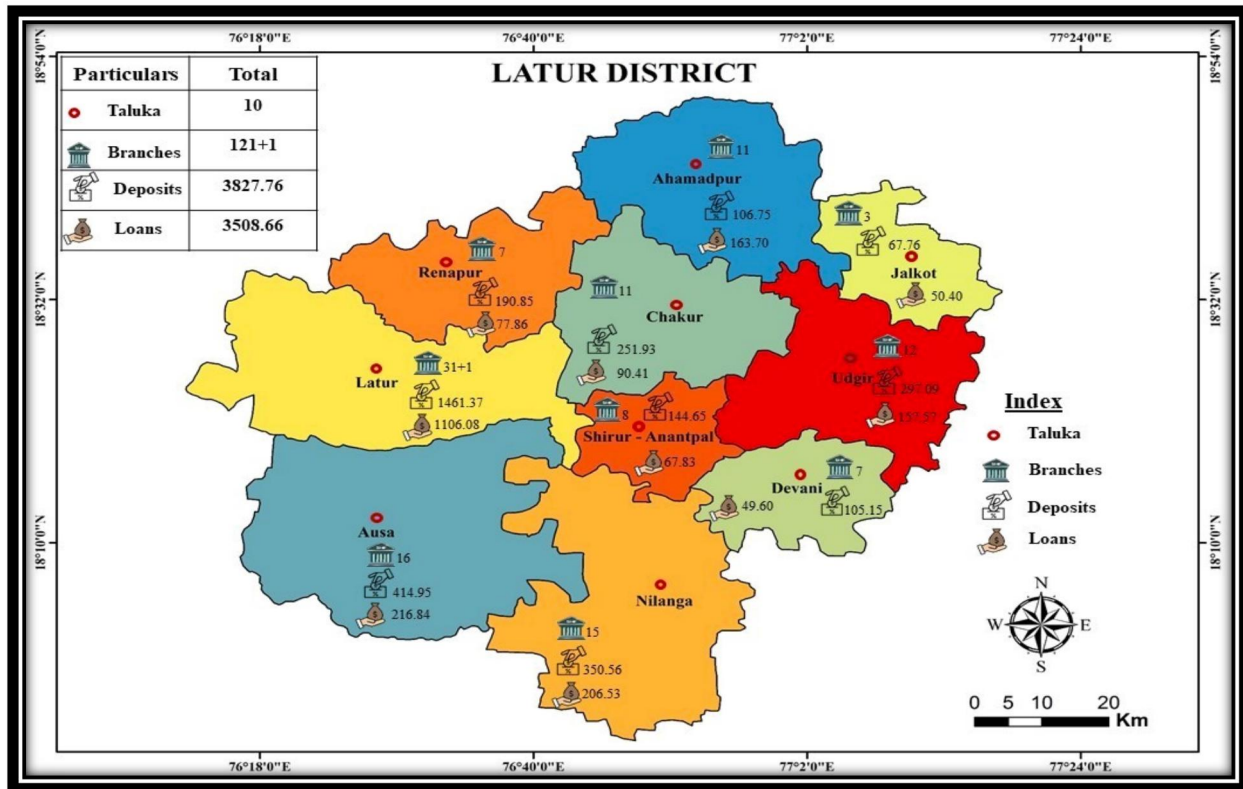 76°18'0"E 76°40'0"E 77°2'0"E 77°24'0"E
18°54'0"N 18°54'0"N
LATUR DISTRICT
Particulars Total
Taluka 10
Branches 121+1
Deposits 3827.76
Loans 3508.66
11
Ahamadpur
106.75
163.70
3
67.76
Jalkot
50.40
7
Renapur
190.85
77.86
18°32'0"N 18°32'0"N
11
Chakur
251.93
90.41
31+1
Latur
1461.37
1106.08
12
Udgir
297.09
8
144.65
Shirur - Anantpal
67.83
7
Devani
49.60
105.15
Index
Taluka
Branches
Deposits
Loans
Ausa
16
414.95
216.84
18°10'0"N 18°10'0"N
Nilanga
15
350.56
206.53
N
W E
S
0 5 10 20
Km
76°18'0"E 76°40'0"E 77°2'0"E 77°24'0"E